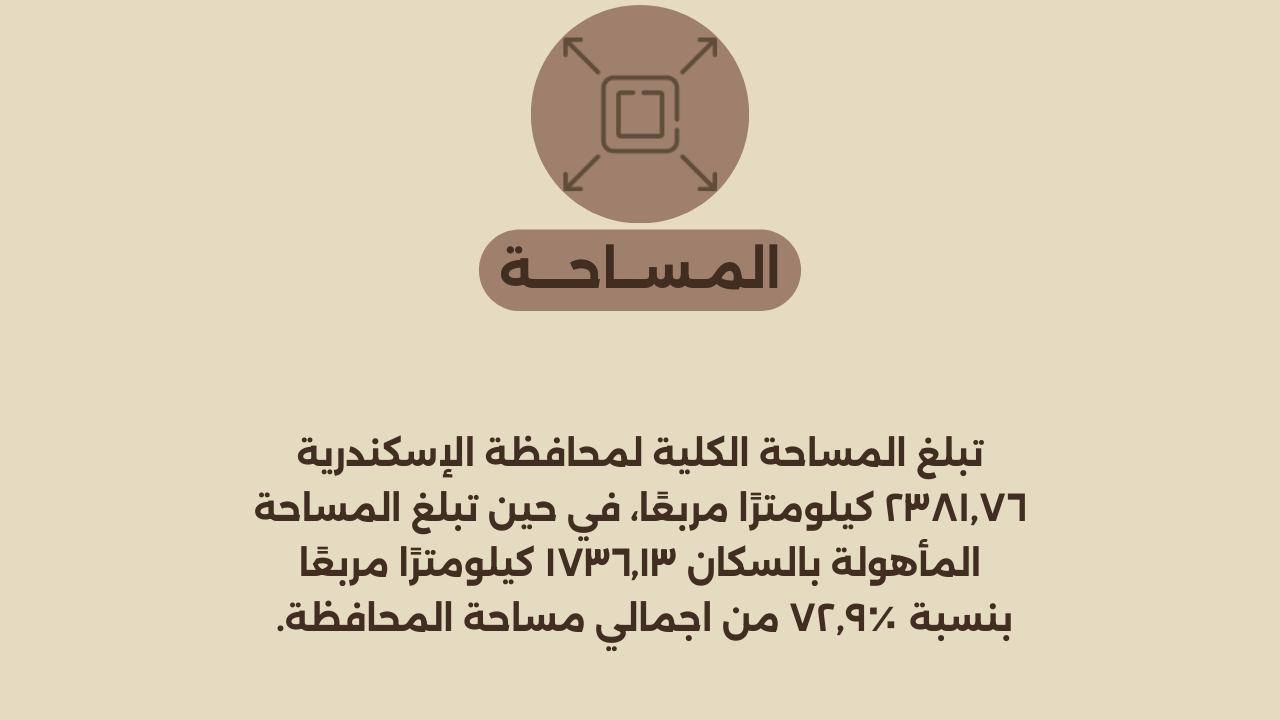 المساحة
تبلغ المساحة الكلية لمحافظة الإسكندرية
٢٣٨١,٧٦ كيلومترًا مربعًا، في حين تبلغ المساحة
المأهولة بالسكان ١٧٣٦,١٣ كيلومترًا مربعًا
بنسبة ٧٢,٩٪ من اجمالي مساحة المحافظة.